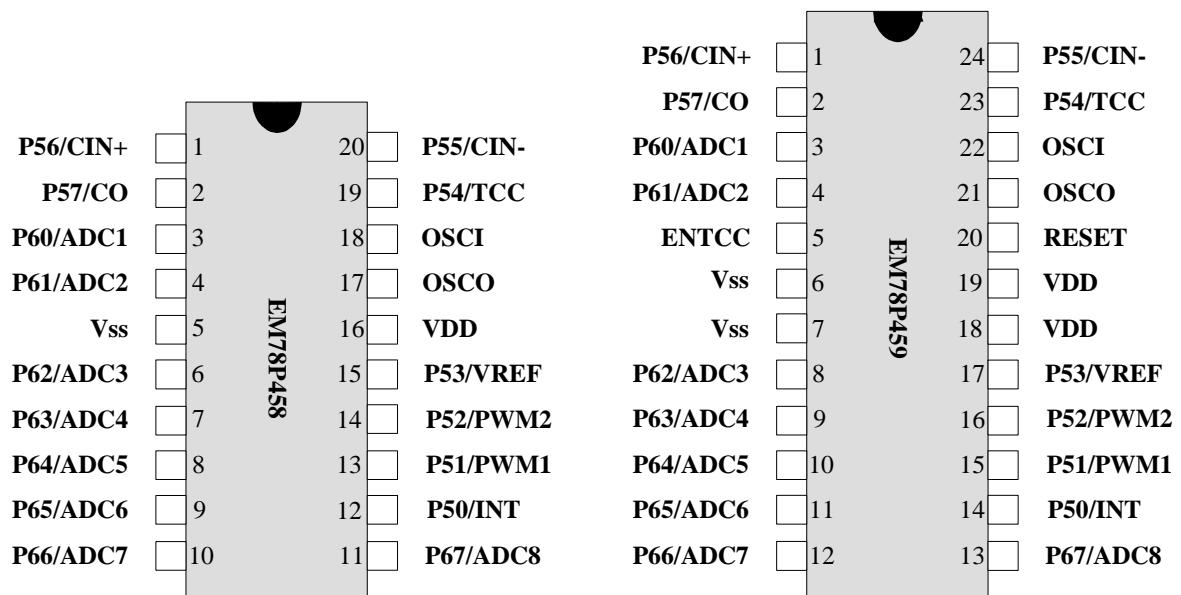 P56/CIN+ 1 20 P55/CIN-
P57/CO 2 19 P54/TCC
P60/ADC1 3 18 OSCI
P61/ADC2 4 17 OSCO
Vss 5 16 VDD
P62/ADC3 6 15 P53/VREF
P63/ADC4 7 14 P52/PWM2
P64/ADC5 8 13 P51/PWM1
P65/ADC6 9 12 P50/INT
P66/ADC7 10 11 P67/ADC8
EM78P458
P56/CIN+ 1 24 P55/CIN-
P57/CO 2 23 P54/TCC
P60/ADC1 3 22 OSCI
P61/ADC2 4 21 OSCO
ENTCC 5 20 RESET
Vss 6 19 VDD
Vss 7 18 VDD
P62/ADC3 8 17 P53/VREF
P63/ADC4 9 16 P52/PWM2
P64/ADC5 10 15 P51/PWM1
P65/ADC6 11 14 P50/INT
P66/ADC7 12 13 P67/ADC8
EM78P459